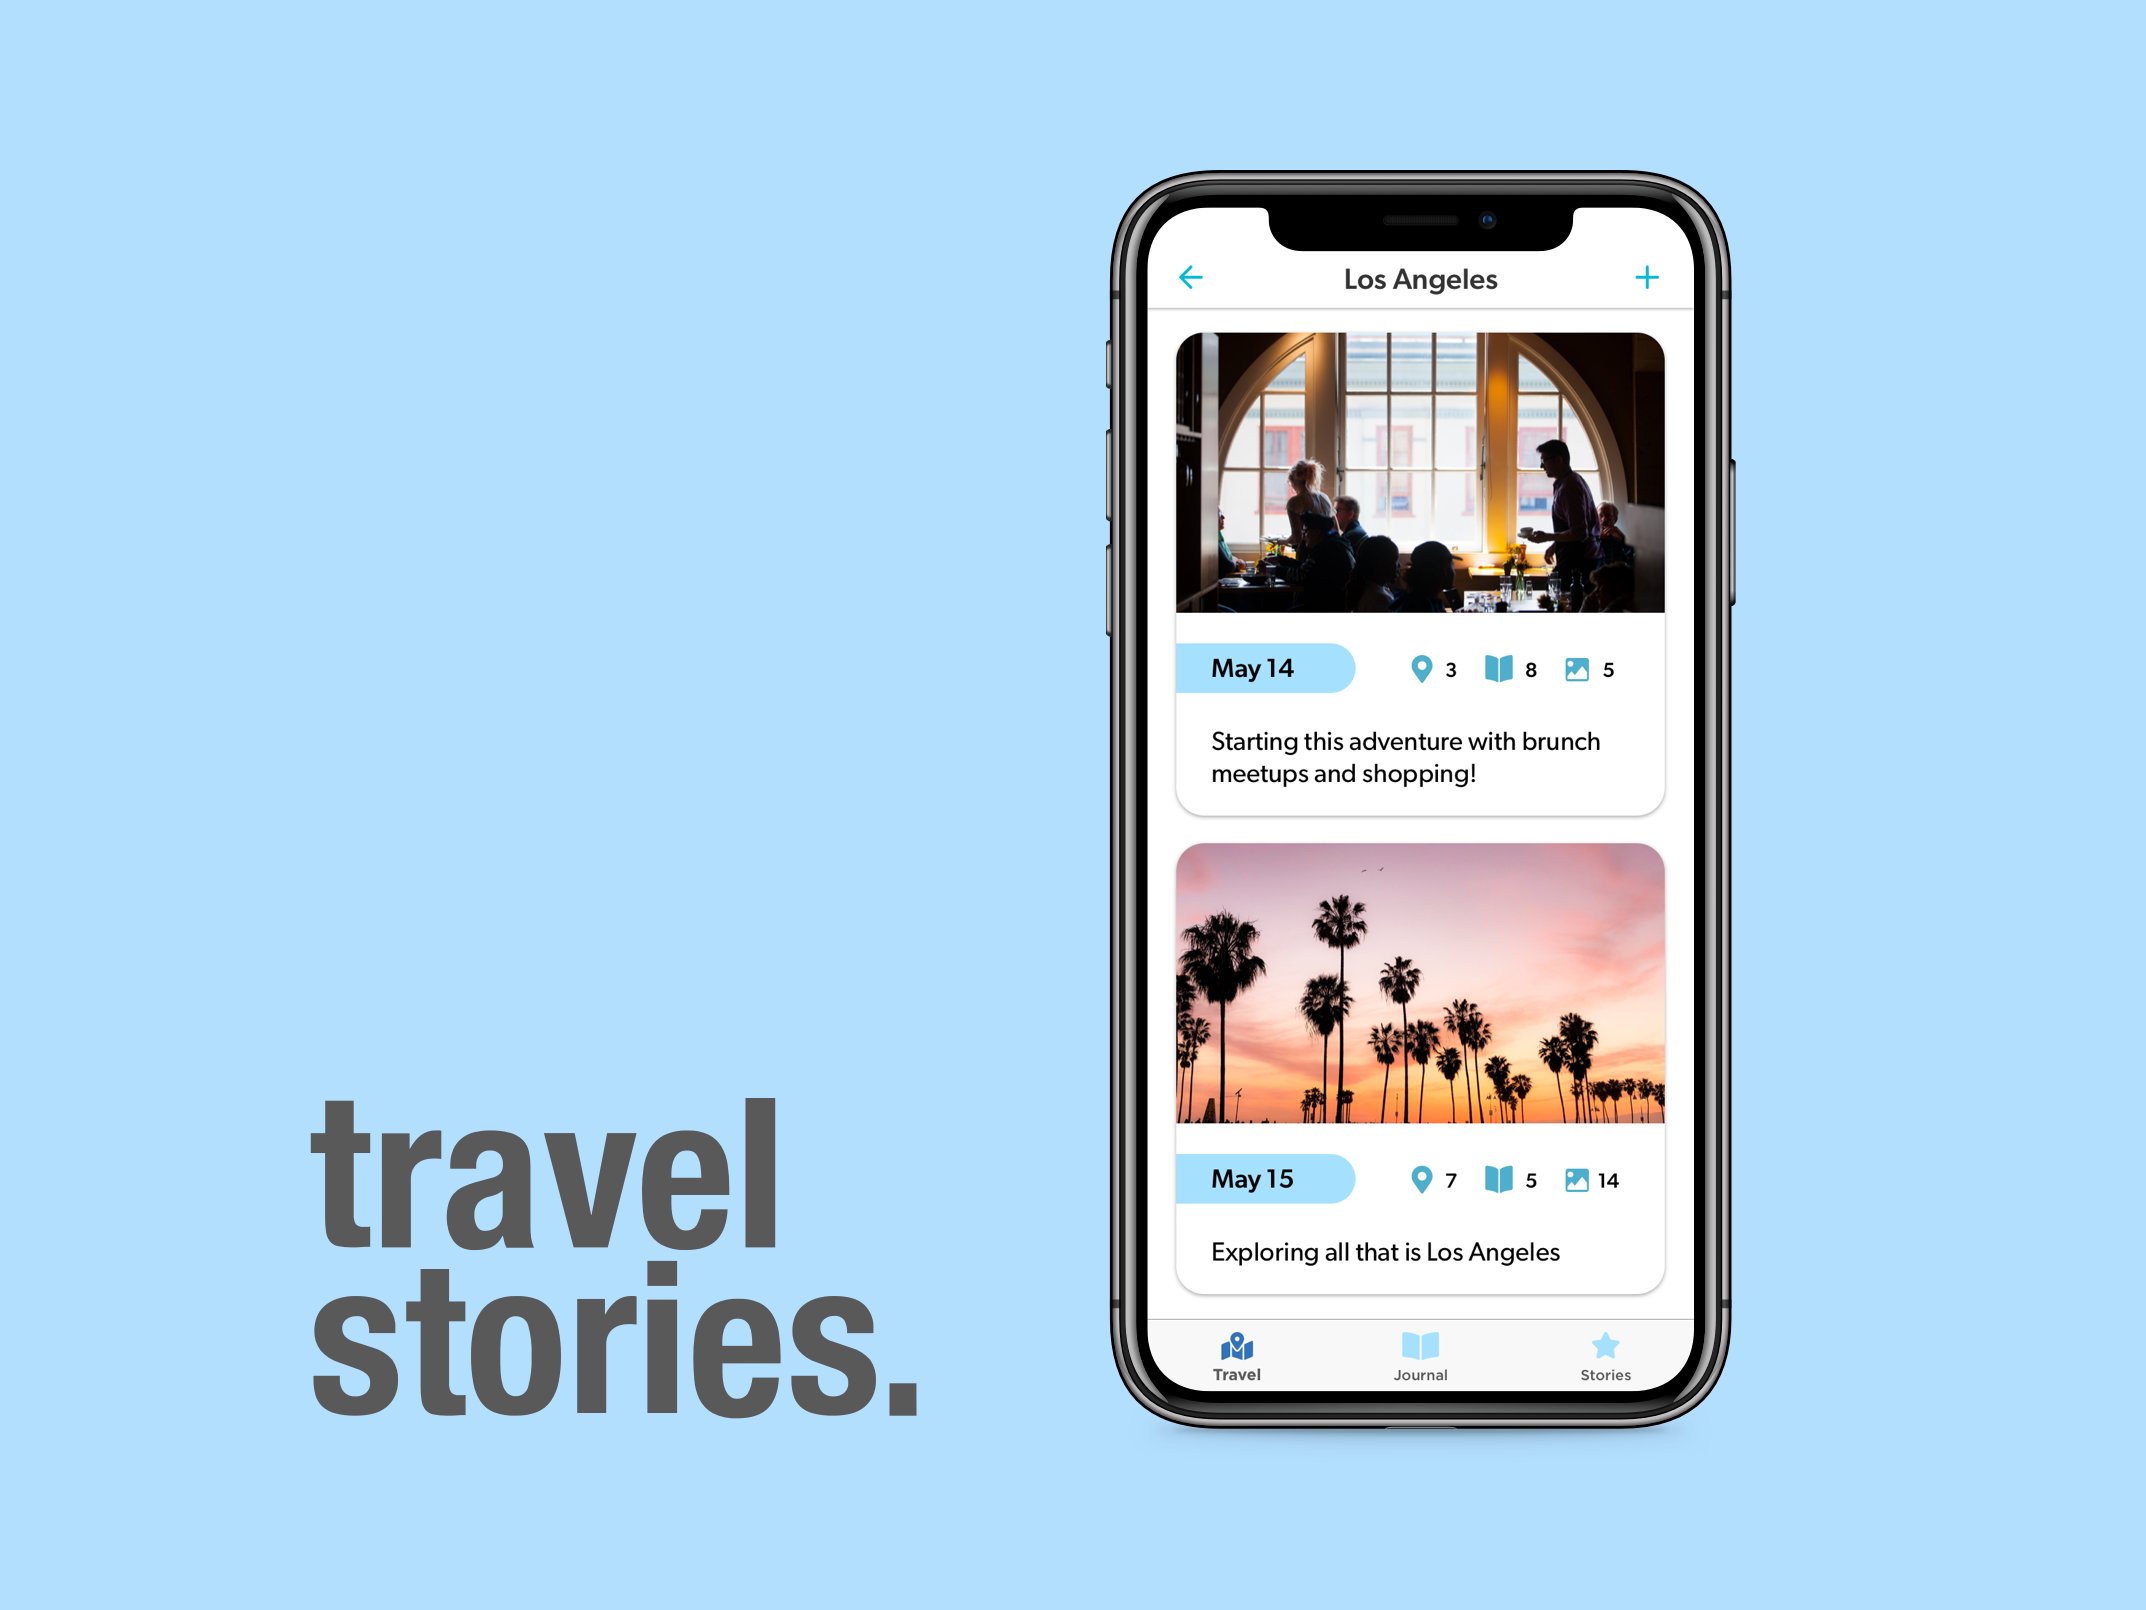 travel
stories.
Los Angeles
May 14
3
8
5
Starting this adventure with brunch
meetups and shopping!
May 15
7
5
14
Exploring all that is Los Angeles
Travel
Journal
Stories